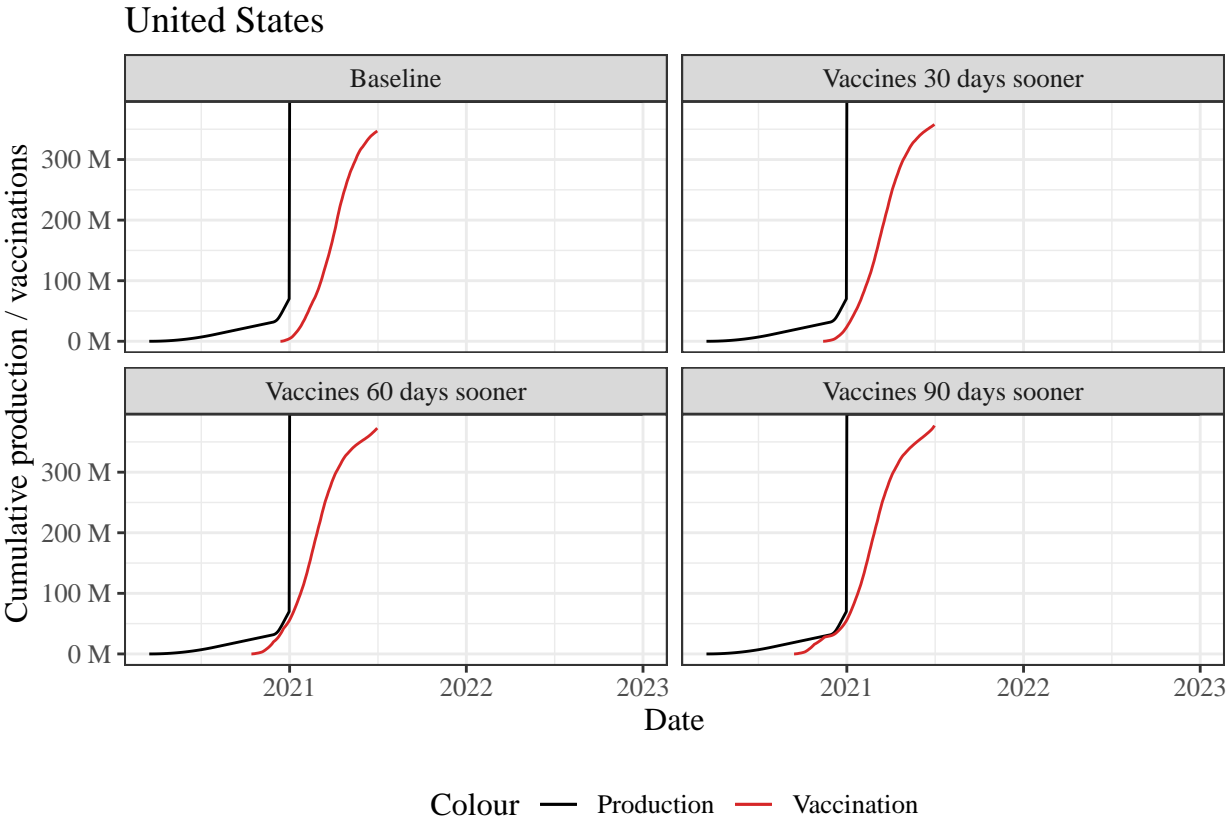 United States
Baseline
Vaccines 30 days sooner
300 M
200 M
100 M
0 M
Vaccines 60 days sooner
Vaccines 90 days sooner
300 M
200 M
100 M
0 M
Cumulative production / vaccinations
2021
2022
2023
2021
2022
2023
Date
Colour
Production
Vaccination